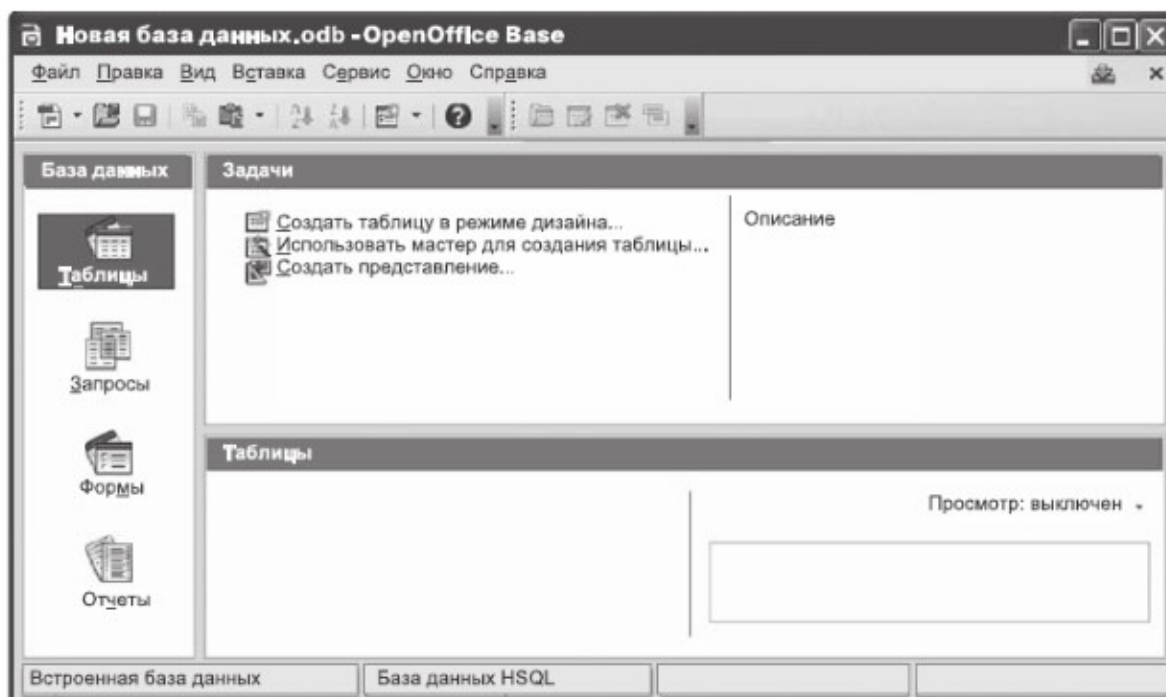 Новая база данных.odb - OpenOffice Base
Файл Правка Вид Вставка Сервис Окно Справка
База данных
Задачи
Таблицы
Запросы
Формы
Отчеты
Создать таблицу в режиме дизайна...
Использовать мастер для создания таблицы...
Создать представление...
Описание
Таблицы
Просмотр: выключен
Встроенная база данных
База данных HSQL